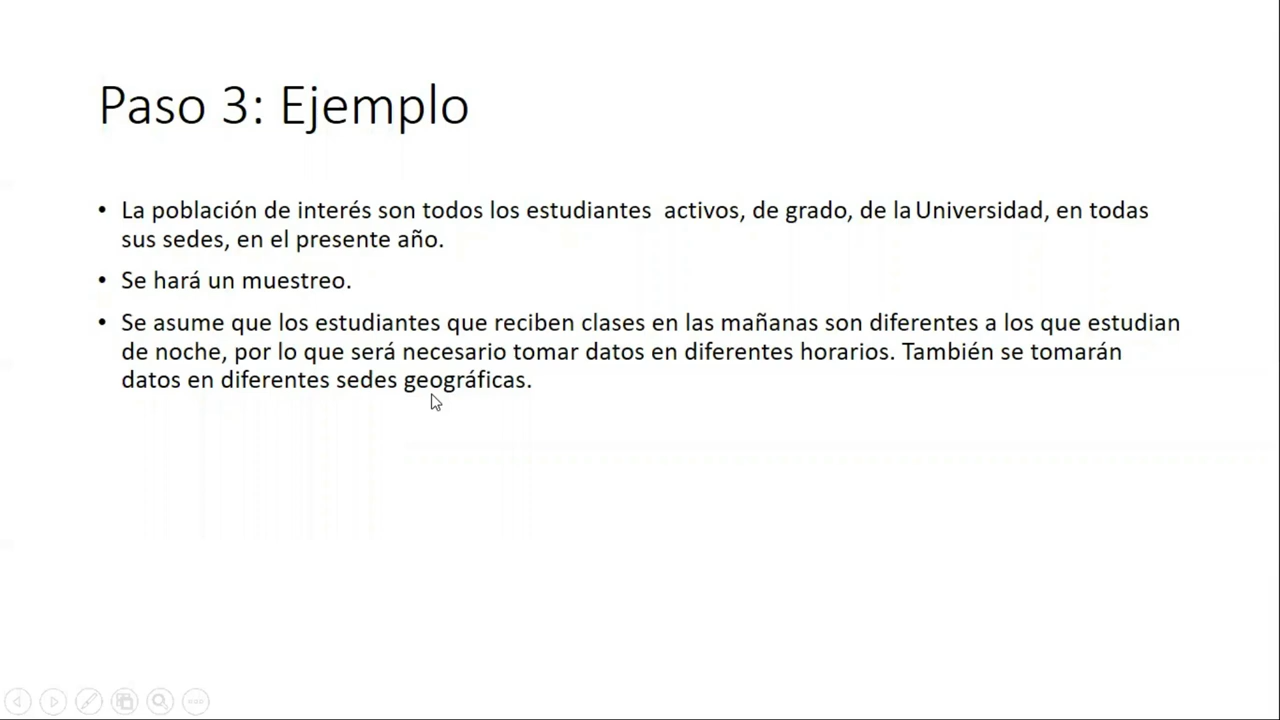 Paso 3: Ejemplo
• La población de interés son todos los estudiantes activos, de grado, de la Universidad, en todas
sus sedes, en el presente año.
• Se hará un muestreo.
• Se asume que los estudiantes que reciben clases en las mañanas son diferentes a los que estudian
de noche, por lo que será necesario tomar datos en diferentes horarios. También se tomarán
datos en diferentes sedes geográficas.